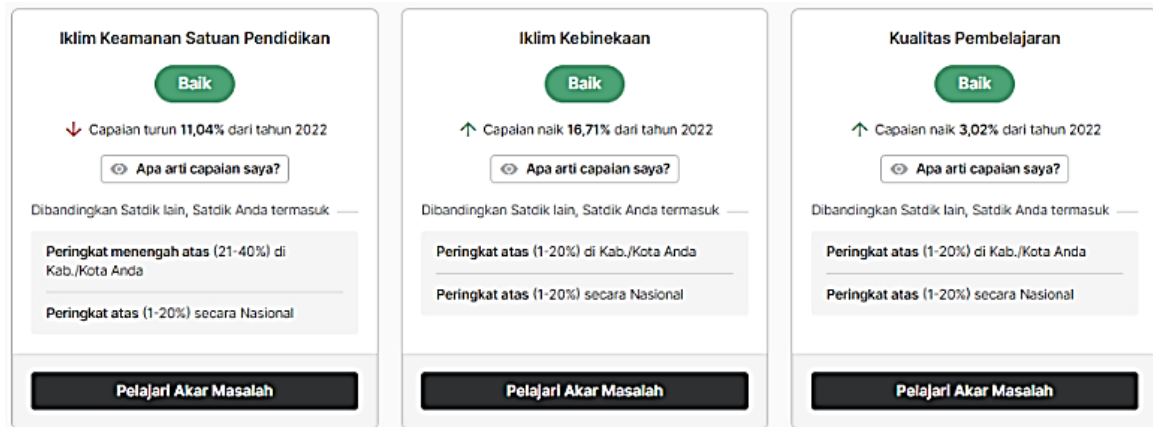 Iklim Keamanan Satuan Pendidikan
Baik
Capaian turun 11,04% dari tahun 2022
Apa arti capaian saya?
Dibandingkan Satdik lain, Satdik Anda termasuk
Peringkat menengah atas (21-40%) di
Kab./Kota Anda
Peringkat atas (1-20%) secara Nasional
Pelajari Akar Masalah
Iklim Kebinekaan
Baik
Capaian naik 16,71% dari tahun 2022
Apa arti capaian saya?
Dibandingkan Satdik lain, Satdik Anda termasuk
Peringkat atas (1-20%) di Kab./Kota Anda
Peringkat atas (1-20%) secara Nasional
Pelajari Akar Masalah
Kualitas Pembelajaran
Baik
Capaian naik 3,02% dari tahun 2022
Apa arti capaian saya?
Dibandingkan Satdik lain, Satdik Anda termasuk
Peringkat atas (1-20%) di Kab./Kota Anda
Peringkat atas (1-20%) secara Nasional
Pelajari Akar Masalah